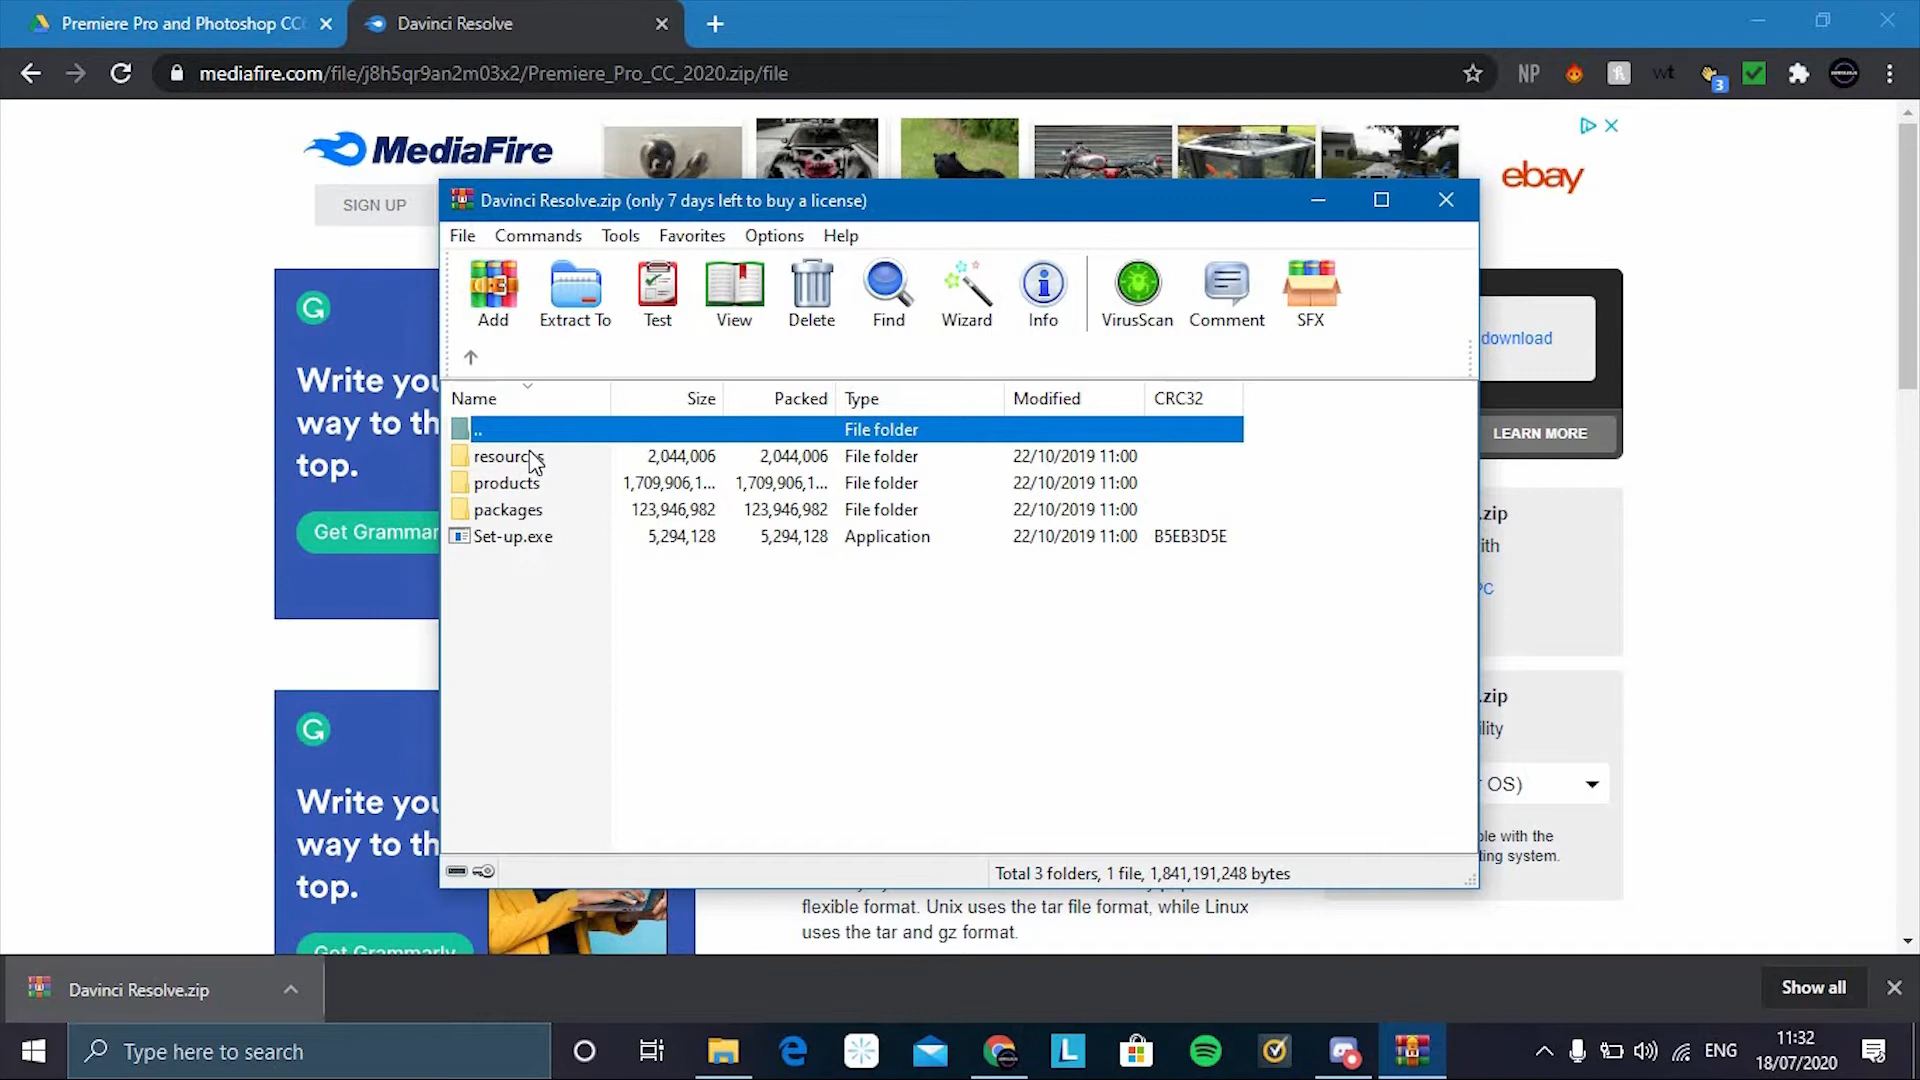 Premiere Pro and Photoshop CC
Davinci Resolve
mediafire.com/file/j8h5qr9an2m03x2/Premiere_Pro_CC_2020.zip/file
NP
wt
3
MediaFire
ebay
SIGN UP
Davinci Resolve.zip (only 7 days left to buy a license)
File Commands Tools Favorites Options Help
Add Extract To Test View Delete Find Wizard Info VirusScan Comment SFX
Name Size Packed Type Modified CRC32
.. File folder
resources 2,044,006 2,044,006 File folder 22/10/2019 11:00
products 1,709,906,1... 1,709,906,1... File folder 22/10/2019 11:00
packages 123,946,982 123,946,982 File folder 22/10/2019 11:00
Set-up.exe 5,294,128 5,294,128 Application 22/10/2019 11:00 B5EB3D5E
Total 3 folders, 1 file, 1,841,191,248 bytes
Write you
way to th
top.
Get Grammar
download
LEARN MORE
.zip
ith
PC
.zip
ility
OS)
ble with the
ting system.
Write you
way to th
top.
Get Grammarly
flexible format. Unix uses the tar file format, while Linux
uses the tar and gz format.
Davinci Resolve.zip
Show all
Type here to search
L
ENG
11:32
18/07/2020